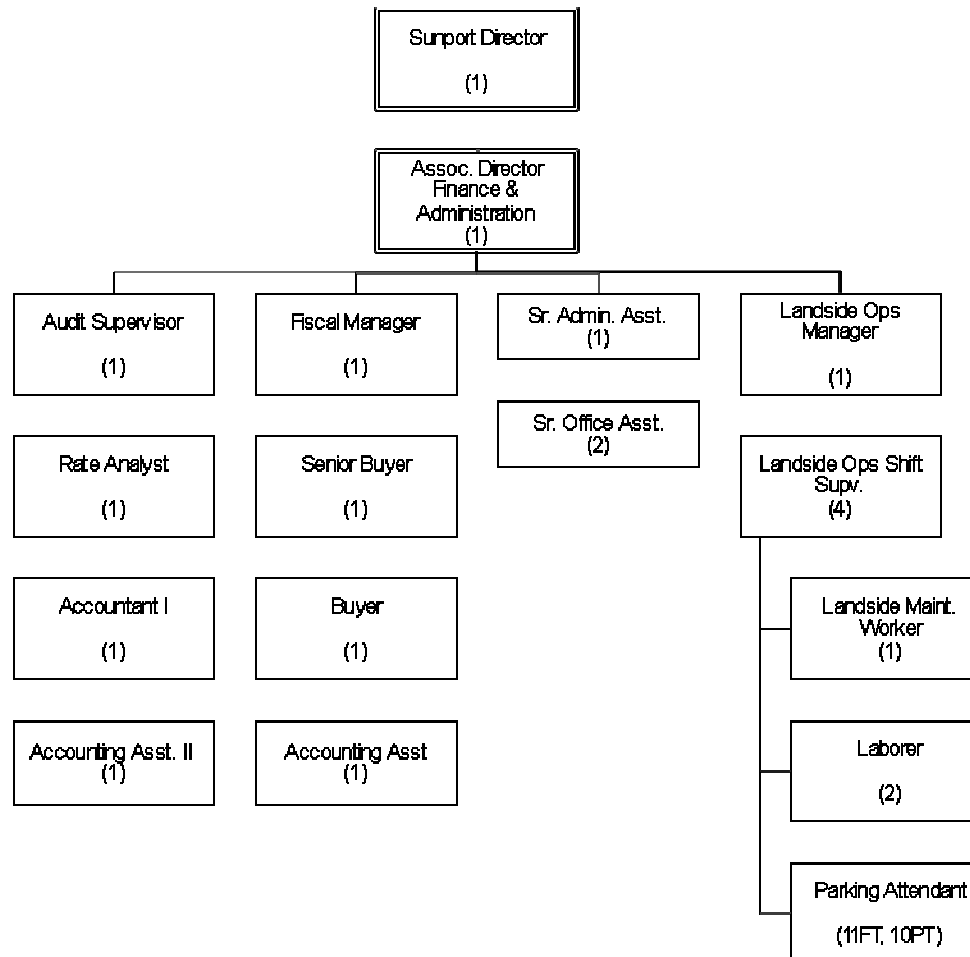 Sunport Director
(1)
Assoc. Director
Finance &
Administration
(1)
Audit Supervisor
(1)
Fiscal Manager
(1)
Sr. Admin. Asst.
(1)
Landside Ops
Manager
(1)
Sr. Office Asst.
(2)
Rate Analyst
(1)
Senior Buyer
(1)
Landside Ops Shift
Supv.
(4)
Accountant I
(1)
Buyer
(1)
Landside Maint.
Worker
(1)
Accounting Asst. II
(1)
Accounting Asst
(1)
Laborer
(2)
Parking Attendant
(11FT, 10PT)